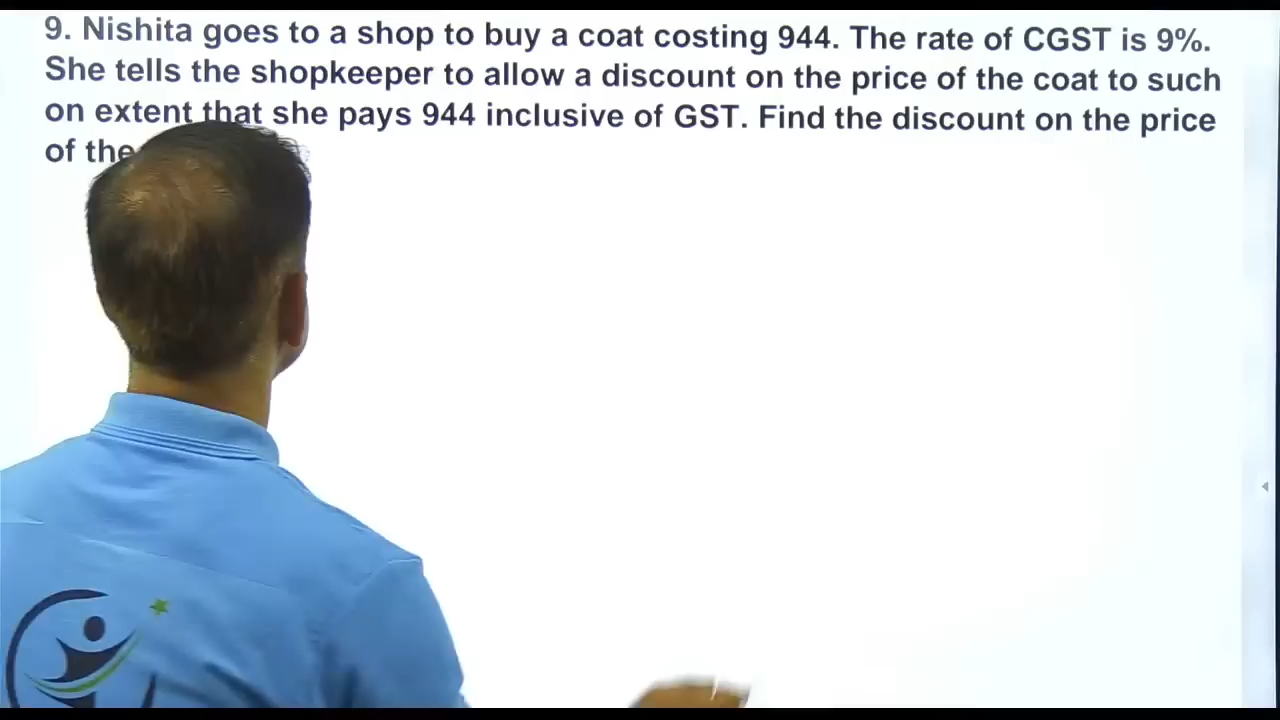 9. Nishita goes to a shop to buy a coat costing 944. The rate of CGST is 9%.
She tells the shopkeeper to allow a discount on the price of the coat to such
on extent that she pays 944 inclusive of GST. Find the discount on the price
of the